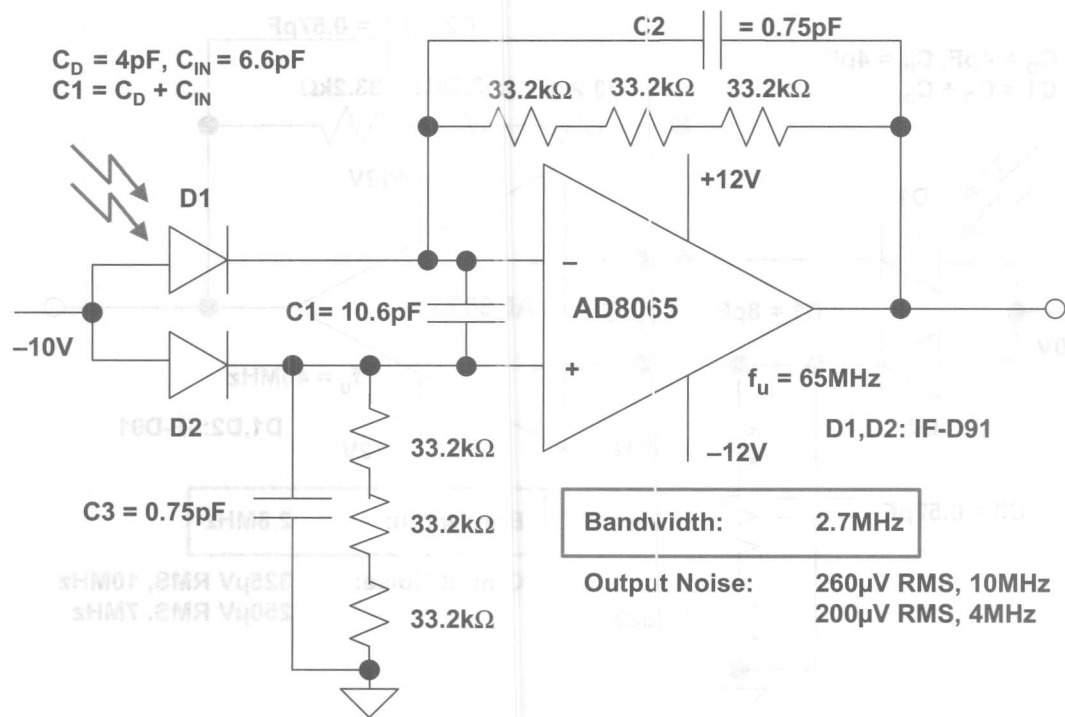 C2 = 0.75pF
C_D = 4pF, C_IN = 6.6pF
C1 = C_D + C_IN
33.2kΩ 33.2kΩ 33.2kΩ
+12V
D1
–
C1= 10.6pF
AD8065
–10V
+
f_u = 65MHz
D2
D1,D2: IF-D91
33.2kΩ
–12V
C3 = 0.75pF
33.2kΩ
Bandwidth: 2.7MHz
Output Noise: 260µV RMS, 10MHz
33.2kΩ
200µV RMS, 4MHz